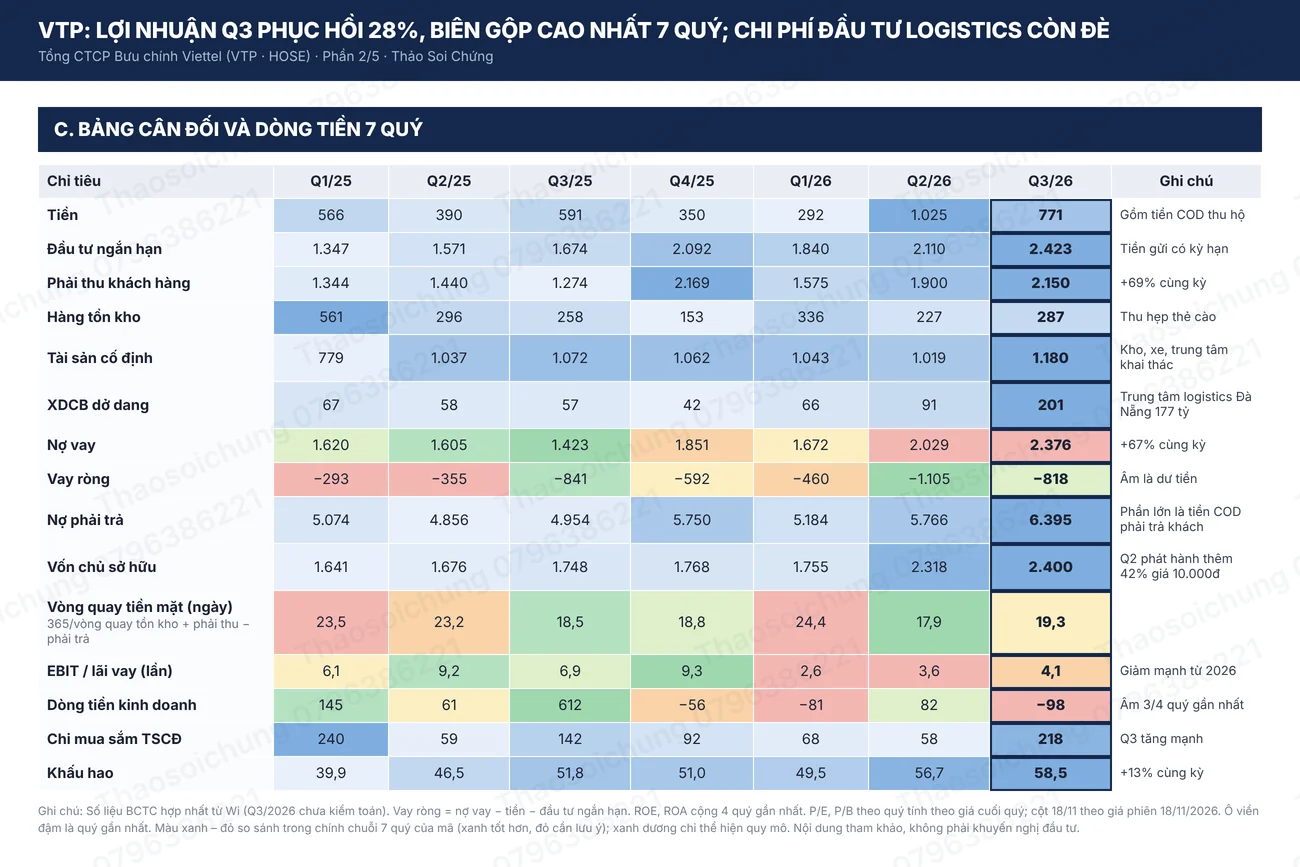 VTP: LỢI NHUẬN Q3 PHỤC HỒI 28%, BIÊN GỘP CAO NHẤT 7 QUÝ; CHI PHÍ ĐẦU TƯ LOGISTICS CÒN ĐÈ
Tổng CTCP Bưu chính Viettel (VTP · HOSE) · Phần 2/5 · Thảo Soi Chứng
C. BẢNG CÂN ĐỐI VÀ DÒNG TIỀN 7 QUÝ
Chỉ tiêu Q1/25 Q2/25 Q3/25 Q4/25 Q1/26 Q2/26 Q3/26 Ghi chú
Tiền 566 390 591 350 292 1.025 771 Gồm tiền COD thu hộ
Đầu tư ngắn hạn 1.347 1.571 1.674 2.092 1.840 2.110 2.423 Tiền gửi có kỳ hạn
Phải thu khách hàng 1.344 1.440 1.274 2.169 1.575 1.900 2.150 +69% cùng kỳ
Hàng tồn kho 561 296 258 153 336 227 287 Thu hẹp thẻ cào
Tài sản cố định 779 1.037 1.072 1.062 1.043 1.019 1.180 Kho, xe, trung tâm
khai thác
XDCB dở dang 67 58 57 42 66 91 201 Trung tâm logistics Đà
Nẵng 177 tỷ
Nợ vay 1.620 1.605 1.423 1.851 1.672 2.029 2.376 +67% cùng kỳ
Vay ròng −293 −355 −841 −592 −460 −1.105 −818 Âm là dư tiền
Nợ phải trả 5.074 4.856 4.954 5.750 5.184 5.766 6.395 Phần lớn là tiền COD
phải trả khách
Vốn chủ sở hữu 1.641 1.676 1.748 1.768 1.755 2.318 2.400 Q2 phát hành thêm
42% giá 10.000đ
Vòng quay tiền mặt (ngày) 23,5 23,2 18,5 18,8 24,4 17,9 19,3
365/vòng quay tồn kho + phải thu −
phải trả
EBIT / lãi vay (lần) 6,1 9,2 6,9 9,3 2,6 3,6 4,1 Giảm mạnh từ 2026
Dòng tiền kinh doanh 145 61 612 −56 −81 82 −98 Âm 3/4 quý gần nhất
Chi mua sắm TSCĐ 240 59 142 92 68 58 218 Q3 tăng mạnh
Khấu hao 39,9 46,5 51,8 51,0 49,5 56,7 58,5 +13% cùng kỳ
Ghi chú: Số liệu BCTC hợp nhất từ Wi (Q3/2026 chưa kiểm toán). Vay ròng = nợ vay − tiền − đầu tư ngắn hạn. ROE, ROA cộng 4 quý gần nhất. P/E, P/B theo quý tính theo giá cuối quý; cột 18/11 theo giá phiên 18/11/2026. Ô viền
đậm là quý gần nhất. Màu xanh – đỏ so sánh trong chính chuỗi 7 quý của mã (xanh tốt hơn, đỏ cần lưu ý); xanh dương chỉ thể hiện quy mô. Nội dung tham khảo, không phải khuyến nghị đầu tư.
Thaosoichung 0796386221